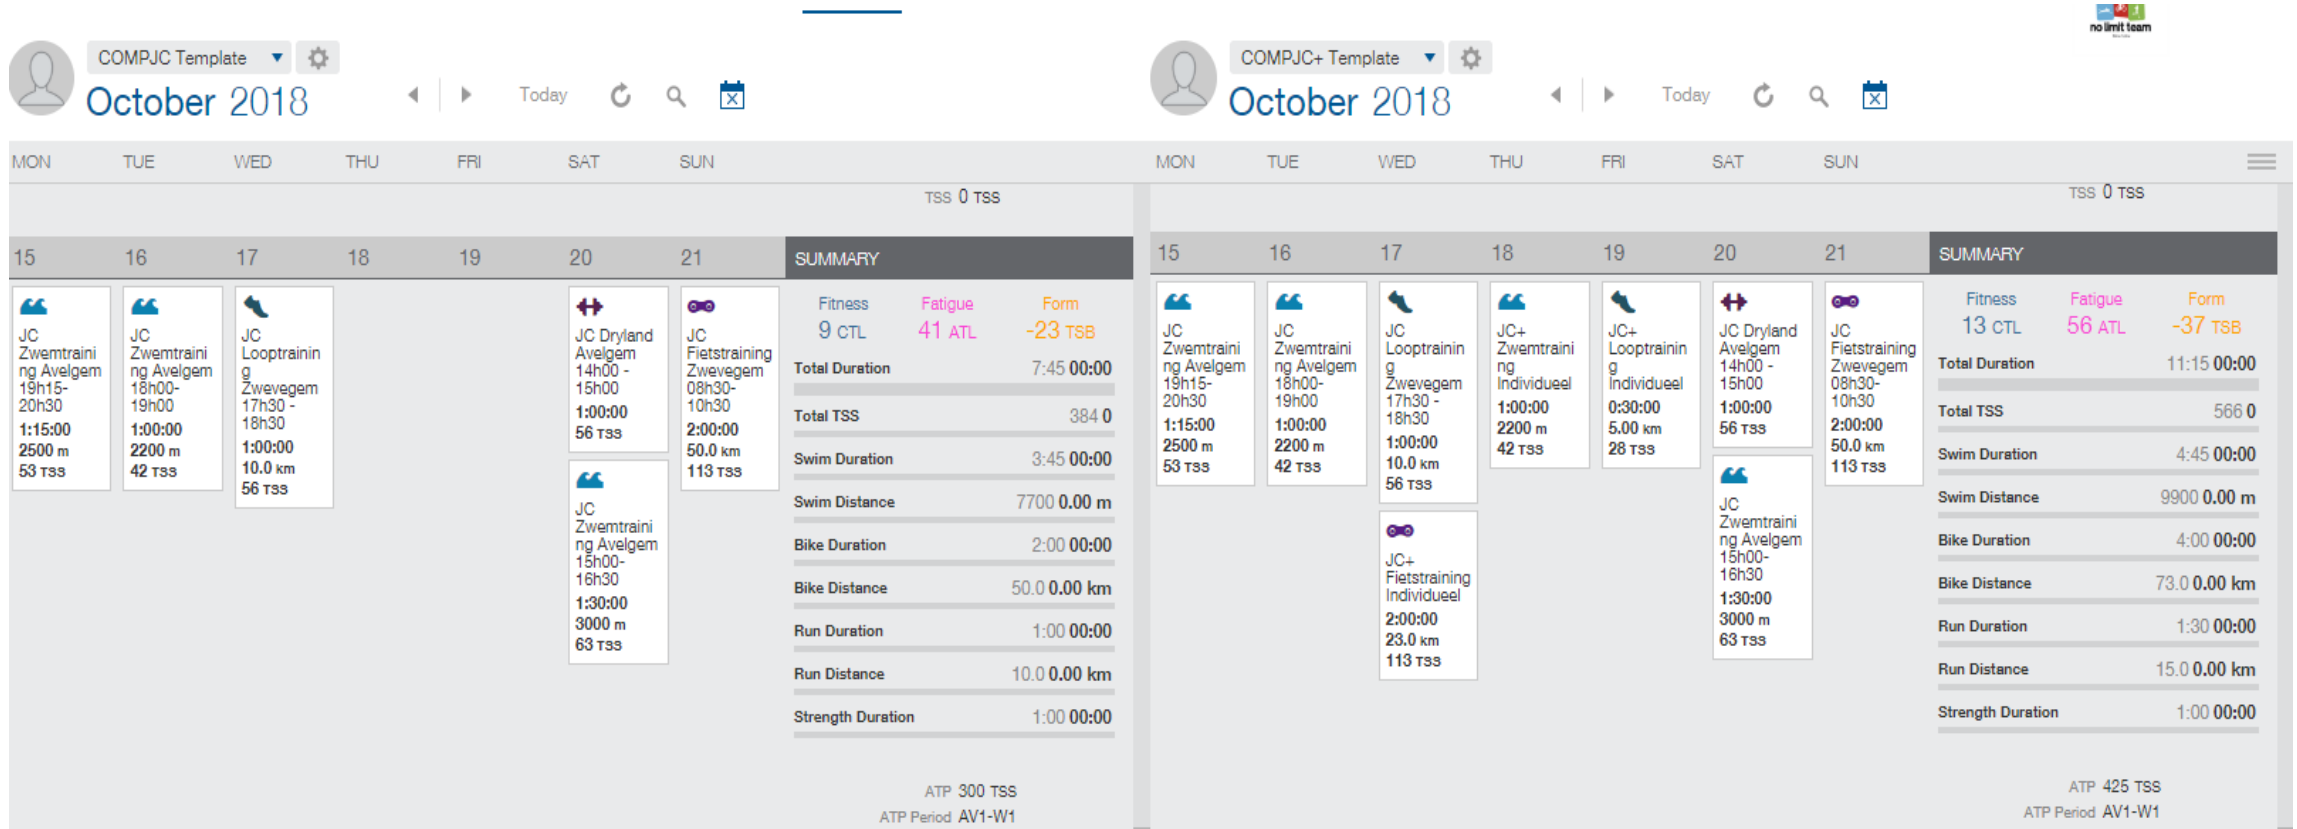 no limit team
COMPJC Template
October 2018
Today
MON TUE WED THU FRI SAT SUN
TSS 0 TSS
15 16 17 18 19 20 21 SUMMARY
JC
Zwemtraini
ng Avelgem
19h15-
20h30
1:15:00
2500 m
53 TSS
JC
Zwemtraini
ng Avelgem
18h00-
19h00
1:00:00
2200 m
42 TSS
JC
Looptrainin
g
Zwevegem
17h30 -
18h30
1:00:00
10.0 km
56 TSS
JC Dryland
Avelgem
14h00 -
15h00
1:00:00
56 TSS
JC
Zwemtraini
ng Avelgem
15h00-
16h30
1:30:00
3000 m
63 TSS
JC
Fietstraining
Zwevegem
08h30-
10h30
2:00:00
50.0 km
113 TSS
Fitness Fatigue Form
9 CTL 41 ATL -23 TSB
Total Duration 7:45 00:00
Total TSS 384 0
Swim Duration 3:45 00:00
Swim Distance 7700 0.00 m
Bike Duration 2:00 00:00
Bike Distance 50.0 0.00 km
Run Duration 1:00 00:00
Run Distance 10.0 0.00 km
Strength Duration 1:00 00:00
ATP 300 TSS
ATP Period AV1-W1
COMPJC+ Template
October 2018
Today
MON TUE WED THU FRI SAT SUN
TSS 0 TSS
15 16 17 18 19 20 21 SUMMARY
JC
Zwemtraini
ng Avelgem
19h15-
20h30
1:15:00
2500 m
53 TSS
JC
Zwemtraini
ng Avelgem
18h00-
19h00
1:00:00
2200 m
42 TSS
JC
Looptrainin
g
Zwevegem
17h30 -
18h30
1:00:00
10.0 km
56 TSS
JC+
Fietstraining
Individueel
2:00:00
23.0 km
113 TSS
JC+
Zwemtraini
ng
Individueel
1:00:00
2200 m
42 TSS
JC+
Looptrainin
g
Individueel
0:30:00
5.00 km
28 TSS
JC Dryland
Avelgem
14h00 -
15h00
1:00:00
56 TSS
JC
Zwemtraini
ng Avelgem
15h00-
16h30
1:30:00
3000 m
63 TSS
JC
Fietstraining
Zwevegem
08h30-
10h30
2:00:00
50.0 km
113 TSS
Fitness Fatigue Form
13 CTL 56 ATL -37 TSB
Total Duration 11:15 00:00
Total TSS 566 0
Swim Duration 4:45 00:00
Swim Distance 9900 0.00 m
Bike Duration 4:00 00:00
Bike Distance 73.0 0.00 km
Run Duration 1:30 00:00
Run Distance 15.0 0.00 km
Strength Duration 1:00 00:00
ATP 425 TSS
ATP Period AV1-W1